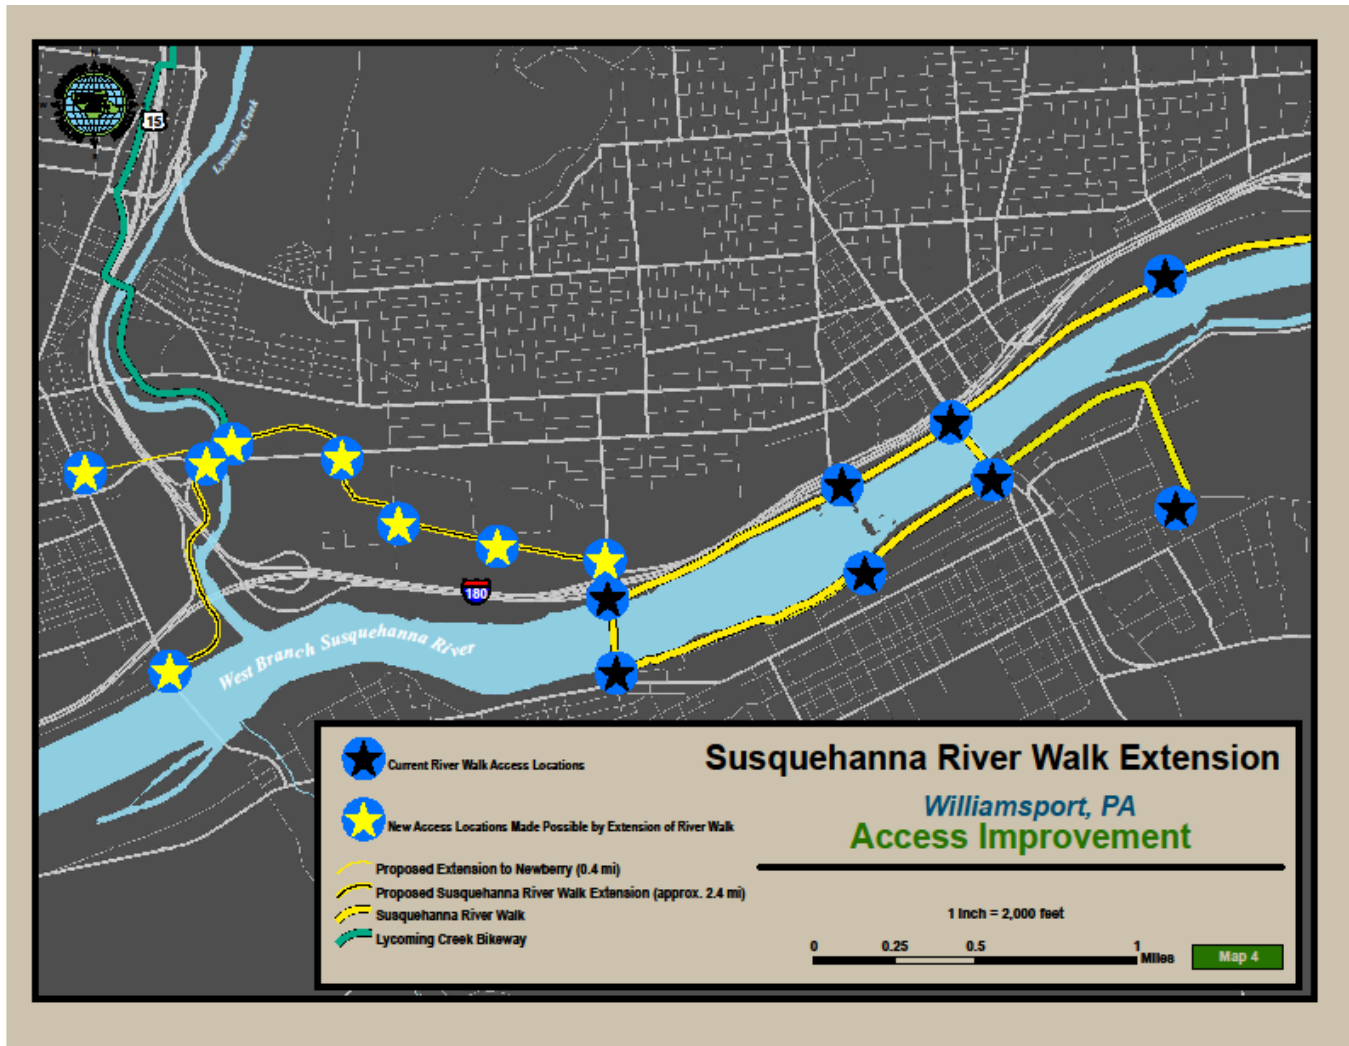 15
Lycoming Creek
180
West Branch Susquehanna River
Current River Walk Access Locations
New Access Locations Made Possible by Extension of River Walk
Proposed Extension to Newberry (0.4 mi)
Proposed Susquehanna River Walk Extension (approx. 2.4 mi)
Susquehanna River Walk
Lycoming Creek Bikeway
Susquehanna River Walk Extension
Williamsport, PA
Access Improvement
1 inch = 2,000 feet
0 0.25 0.5 1
Miles
Map 4